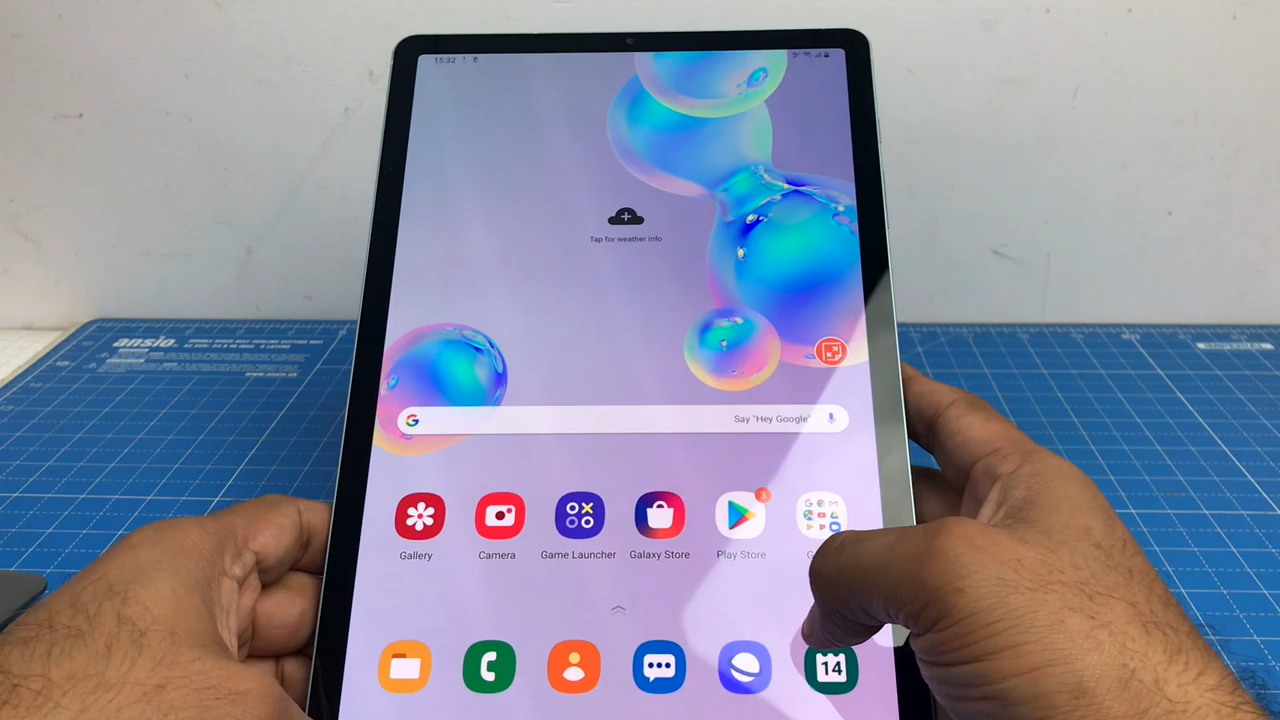 15:32
Tap for weather info
ansio
Say "Hey Google"
3
Gallery
Camera
Game Launcher
Galaxy Store
Play Store
G
14